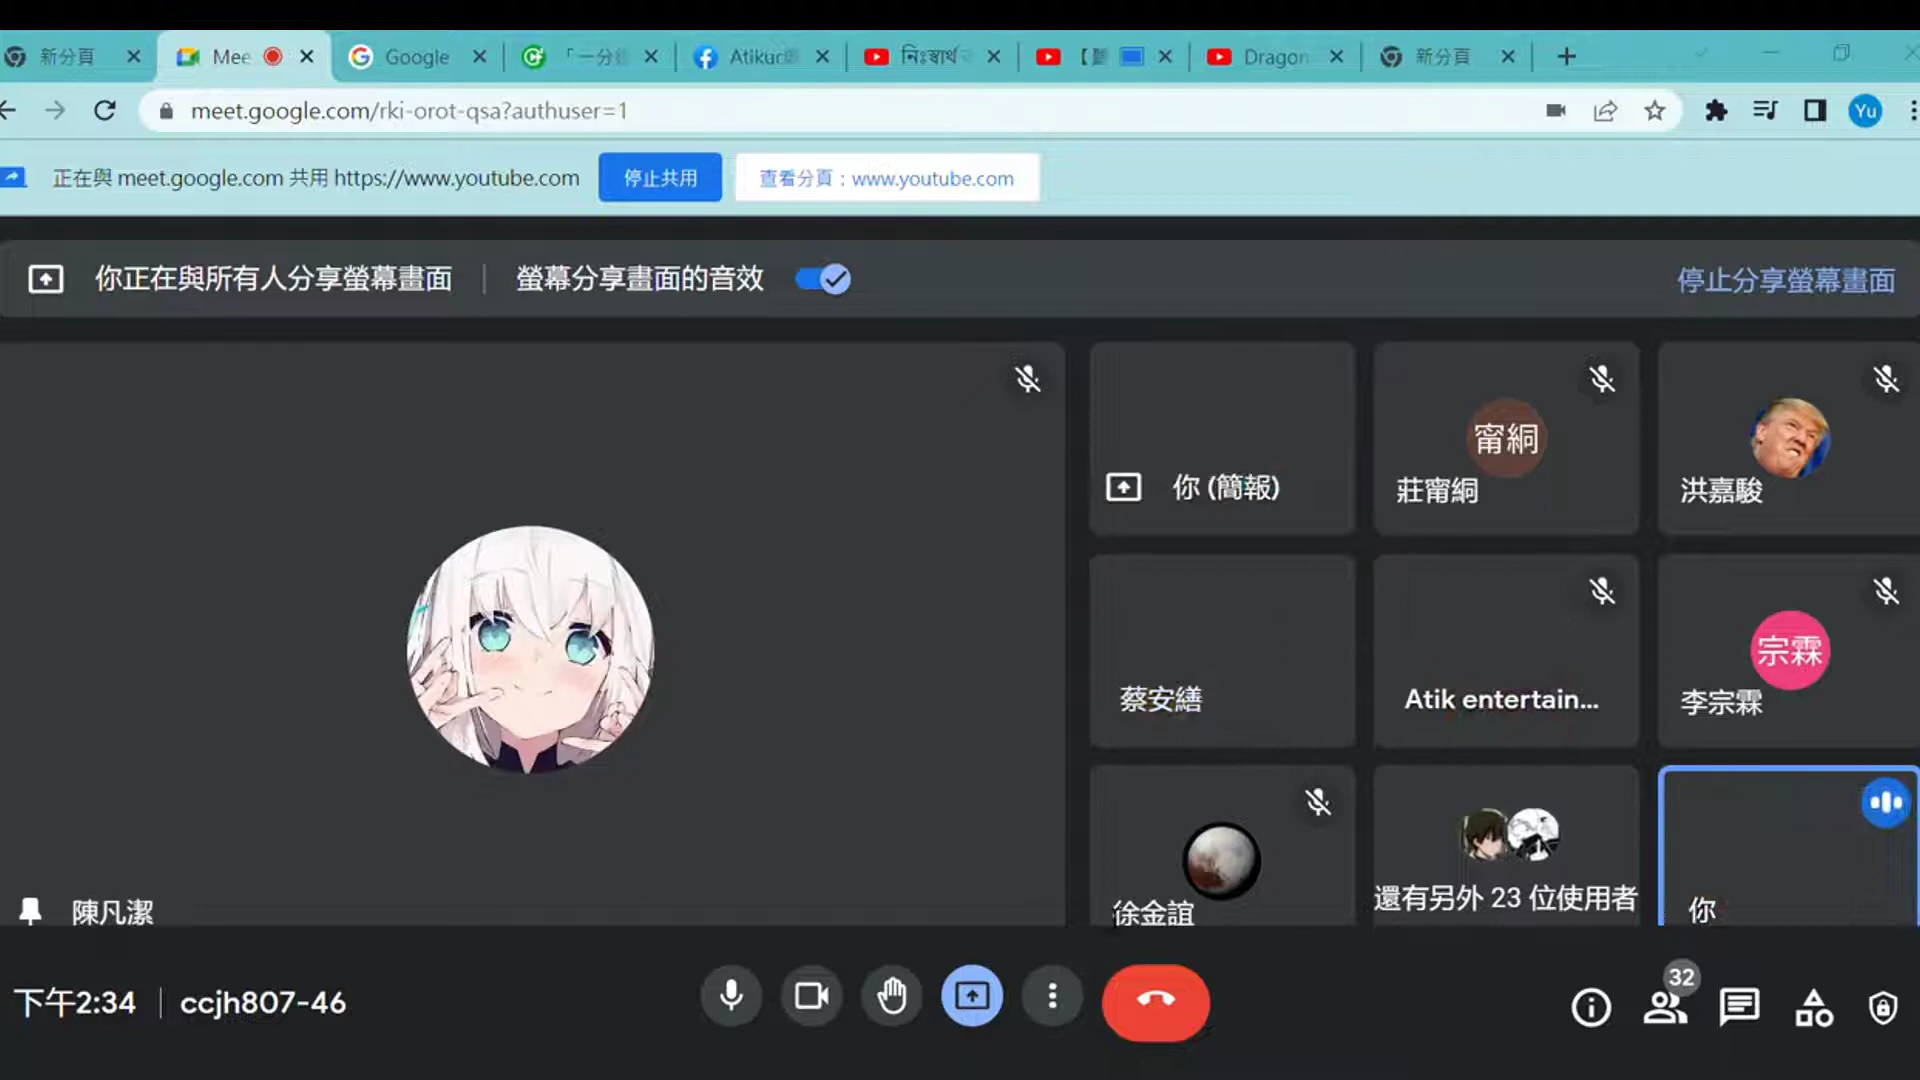 新分頁
Mee
Google
「一分鐘
Atikur
নিঃস্বার্থ
Dragon
新分頁
meet.google.com/rki-orot-qsa?authuser=1
Yu
正在與 meet.google.com 共用 https://www.youtube.com
停止共用
查看分頁：www.youtube.com
你正在與所有人分享螢幕畫面
螢幕分享畫面的音效
停止分享螢幕畫面
你 (簡報)
甯絅
莊甯絅
洪嘉駿
蔡安繕
Atik entertain...
宗霖
李宗霖
陳凡潔
徐金誼
還有另外 23 位使用者
你
下午2:34
ccjh807-46
32